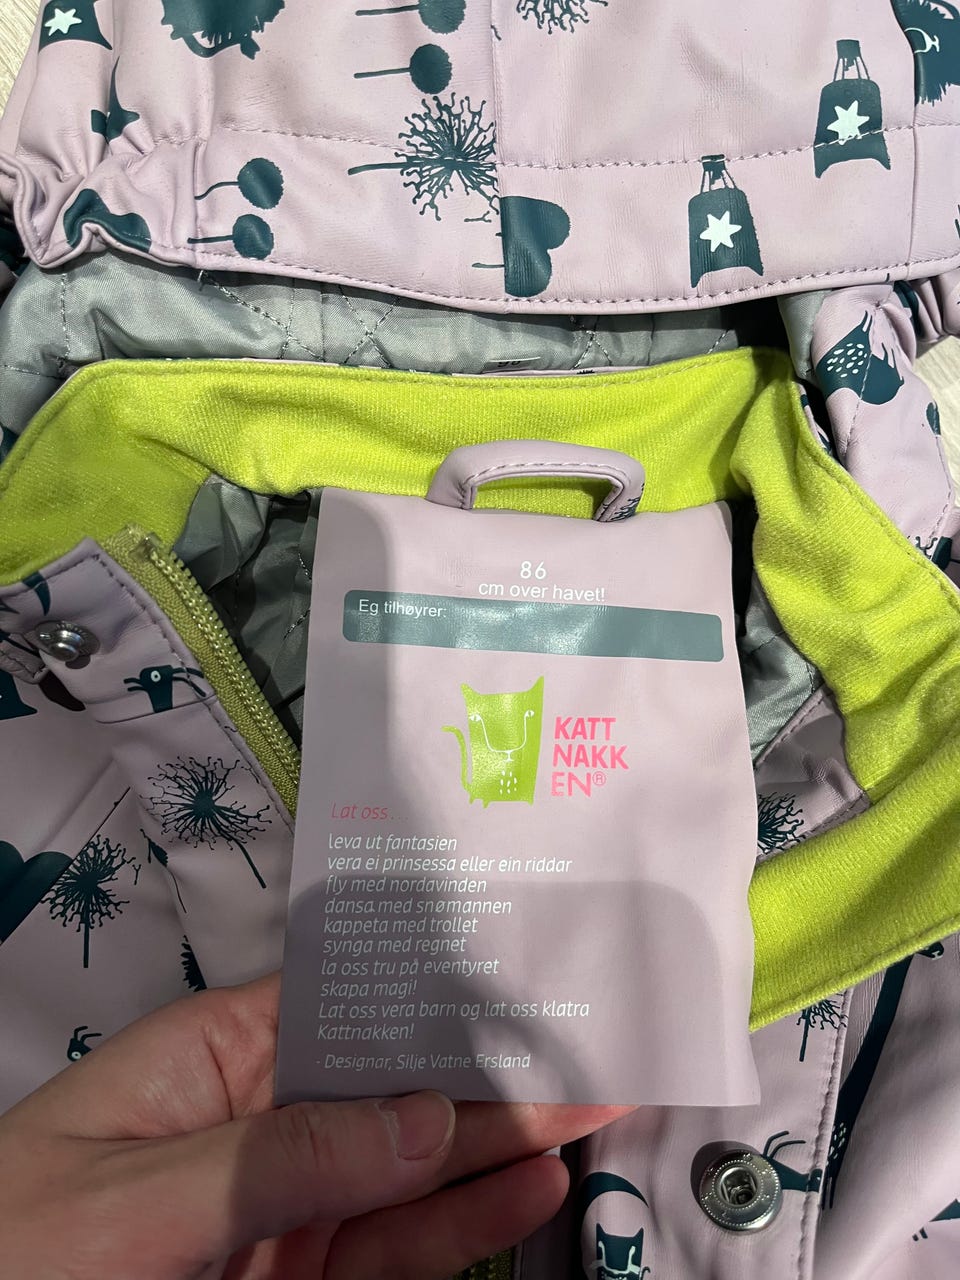 86
cm over havet!
Eg tilhøyrer:
KATT
NAKK
EN®
Lat oss...
leva ut fantasien
vera ei prinsessa eller ein riddar
fly med nordavinden
dansa med snømannen
kappeta med trollet
synga med regnet
la oss tru på eventyret
skapa magi!
Lat oss vera barn og lat oss klatra
Kattnakken!
- Designar, Silje Vatne Ersland